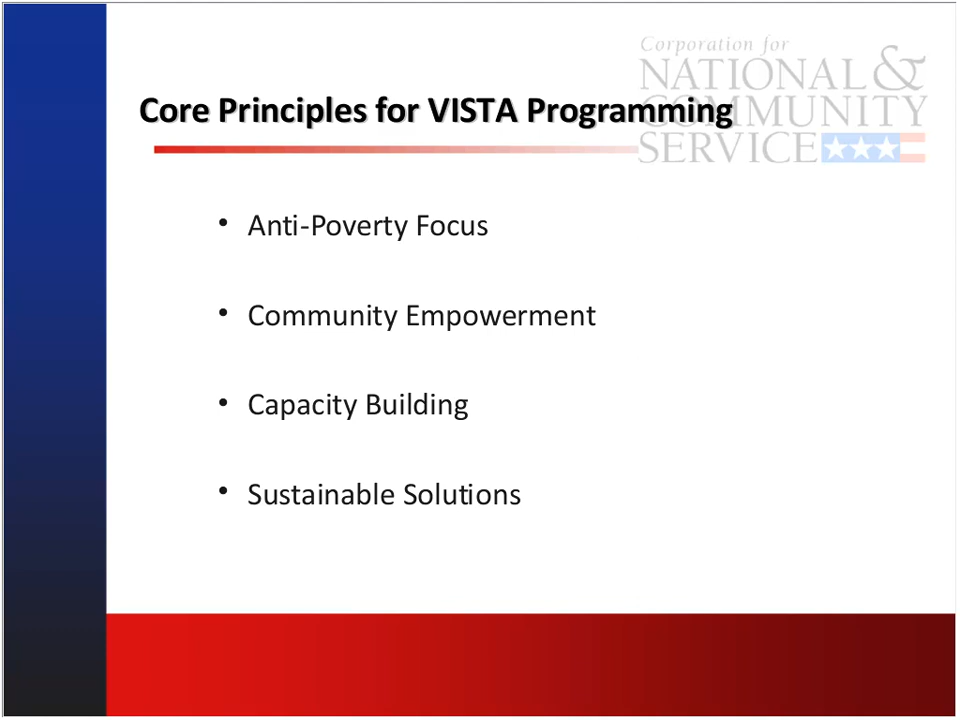 Corporation for
NATIONAL &
COMMUNITY
SERVICE
Core Principles for VISTA Programming
• Anti-Poverty Focus
• Community Empowerment
• Capacity Building
• Sustainable Solutions